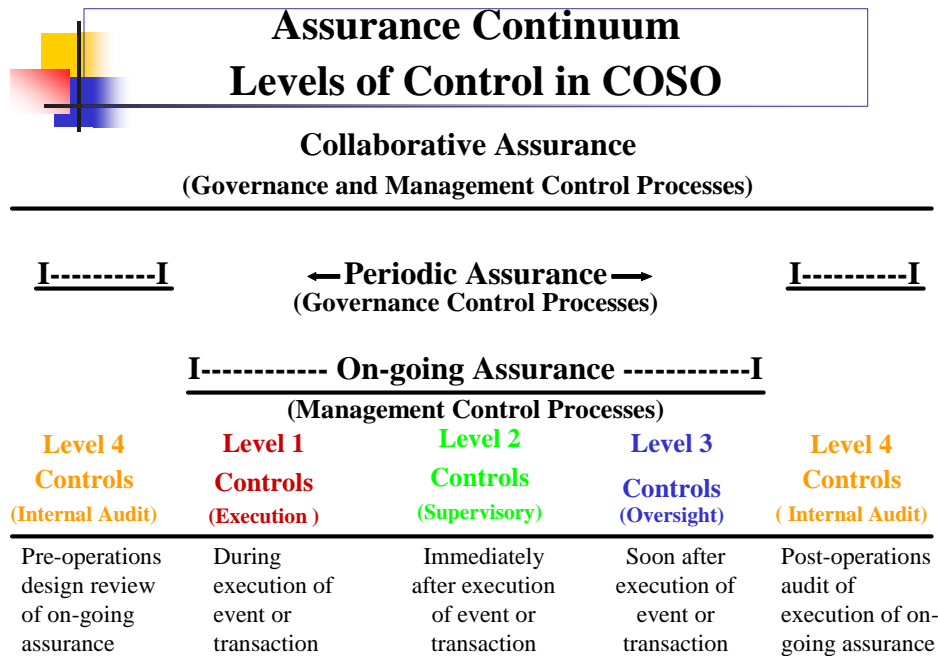 Assurance Continuum
Levels of Control in COSO
Collaborative Assurance
(Governance and Management Control Processes)
I----------I
Periodic Assurance
(Governance Control Processes)
I----------I
I------------ On-going Assurance ------------I
(Management Control Processes)
Level 4
Controls
(Internal Audit)
Level 1
Controls
(Execution )
Level 2
Controls
(Supervisory)
Level 3
Controls
(Oversight)
Level 4
Controls
( Internal Audit)
Pre-operations
design review
of on-going
assurance
During
execution of
event or
transaction
Immediately
after execution
of event or
transaction
Soon after
execution of
event or
transaction
Post-operations
audit of
execution of on-
going assurance